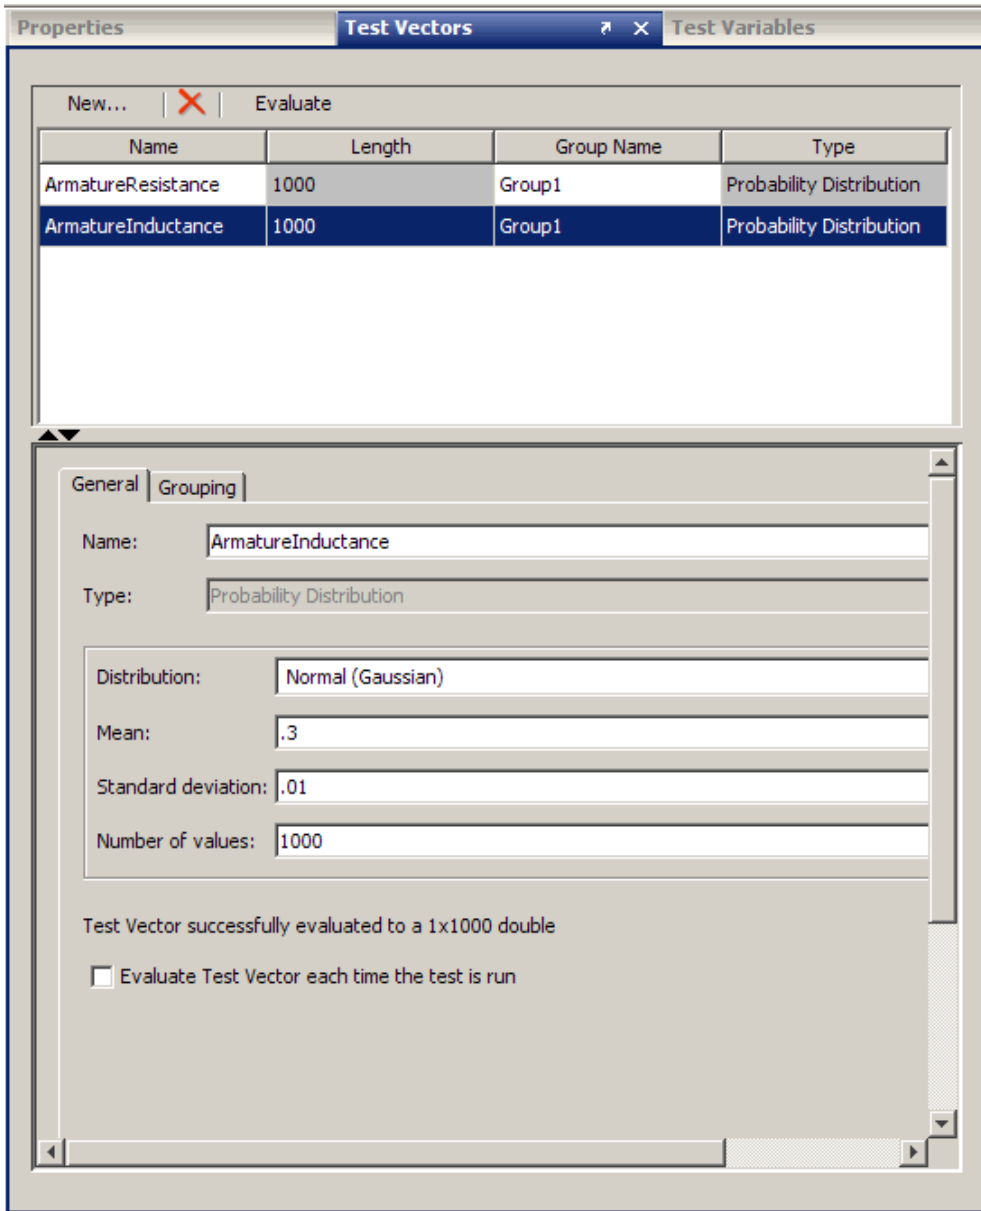 Properties Test Vectors Test Variables
New... Evaluate
Name Length Group Name Type
ArmatureResistance 1000 Group1 Probability Distribution
ArmatureInductance 1000 Group1 Probability Distribution
General Grouping
Name: ArmatureInductance
Type: Probability Distribution
Distribution: Normal (Gaussian)
Mean: .3
Standard deviation: .01
Number of values: 1000
Test Vector successfully evaluated to a 1x1000 double
Evaluate Test Vector each time the test is run